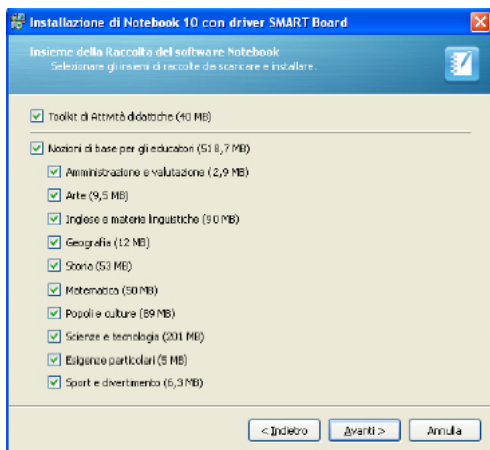 Installazione di Notebook 10 con driver SMART Board
Insieme della Raccolta del software Notebook
Selezionare gli insiemi di raccolte da scaricare e installare.
Toolkit di Attività didattiche (40 MB)
Nozioni di base per gli educatori (518,7 MB)
Amministrazione e valutazione (2,9 MB)
Arte (9,5 MB)
Inglese e materie linguistiche (90 MB)
Geografia (12 MB)
Storia (53 MB)
Matematica (50 MB)
Popoli e culture (89 MB)
Scienze e tecnologia (201 MB)
Esigenze particolari (5 MB)
Sport e divertimento (6,3 MB)
< Indietro
Avanti >
Annulla